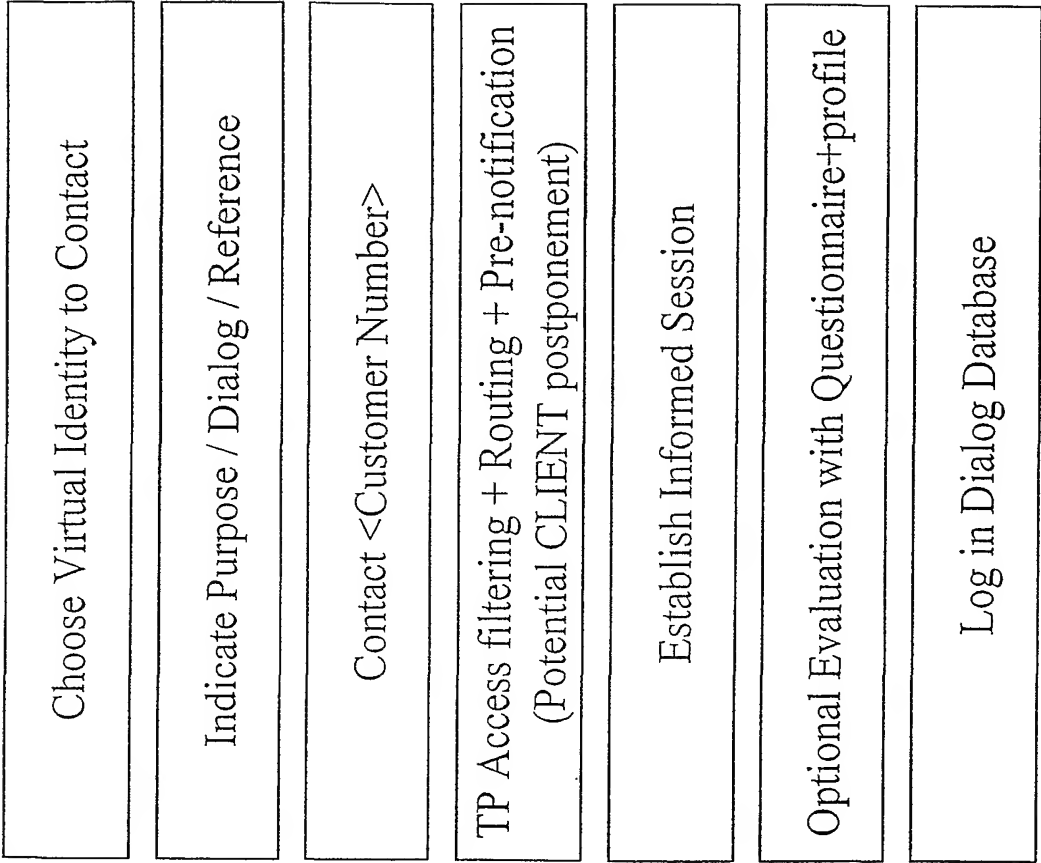 Choose Virtual Identity to Contact
Indicate Purpose / Dialog / Reference
Contact <Customer Number>
TP Access filtering + Routing + Pre-notification
(Potential CLIENT postponement)
Establish Informed Session
Optional Evaluation with Questionnaire+profile
Log in Dialog Database